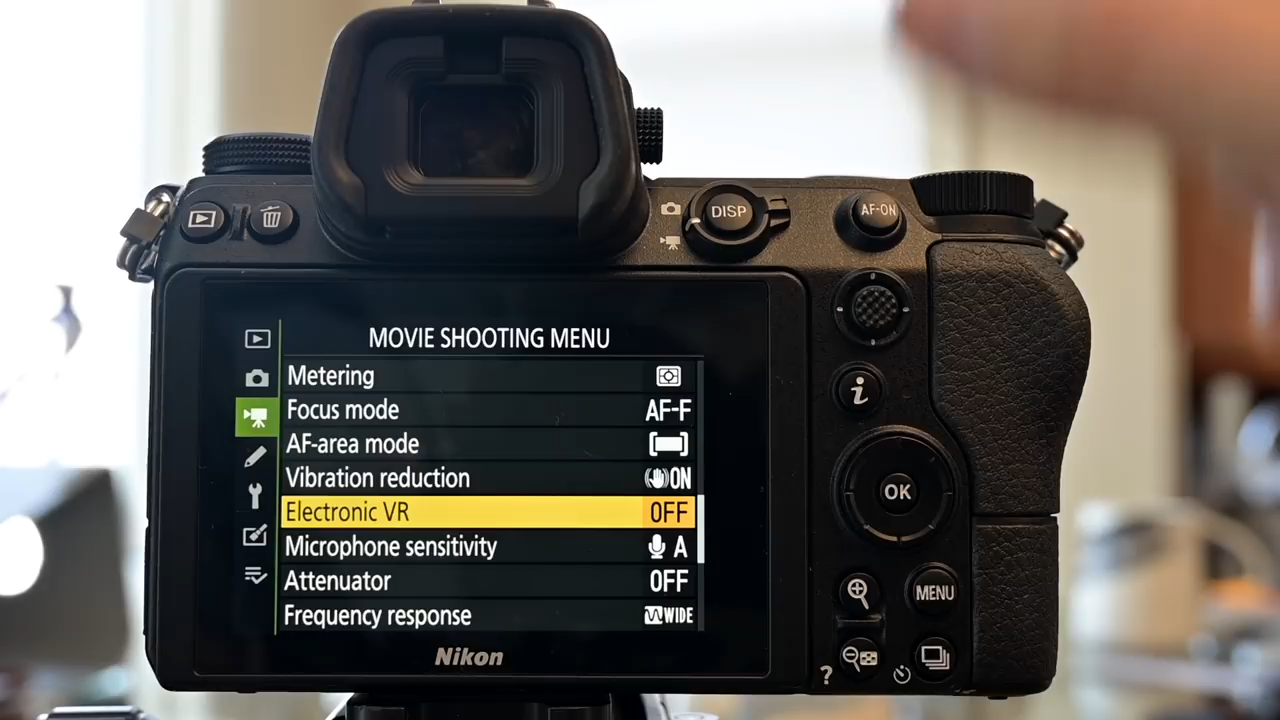 DISP
AF-ON
MOVIE SHOOTING MENU
Metering
Focus mode AF-F
AF-area mode
Vibration reduction ON
Electronic VR OFF
Microphone sensitivity A
Attenuator OFF
Frequency response WIDE
Nikon
i
OK
MENU
?